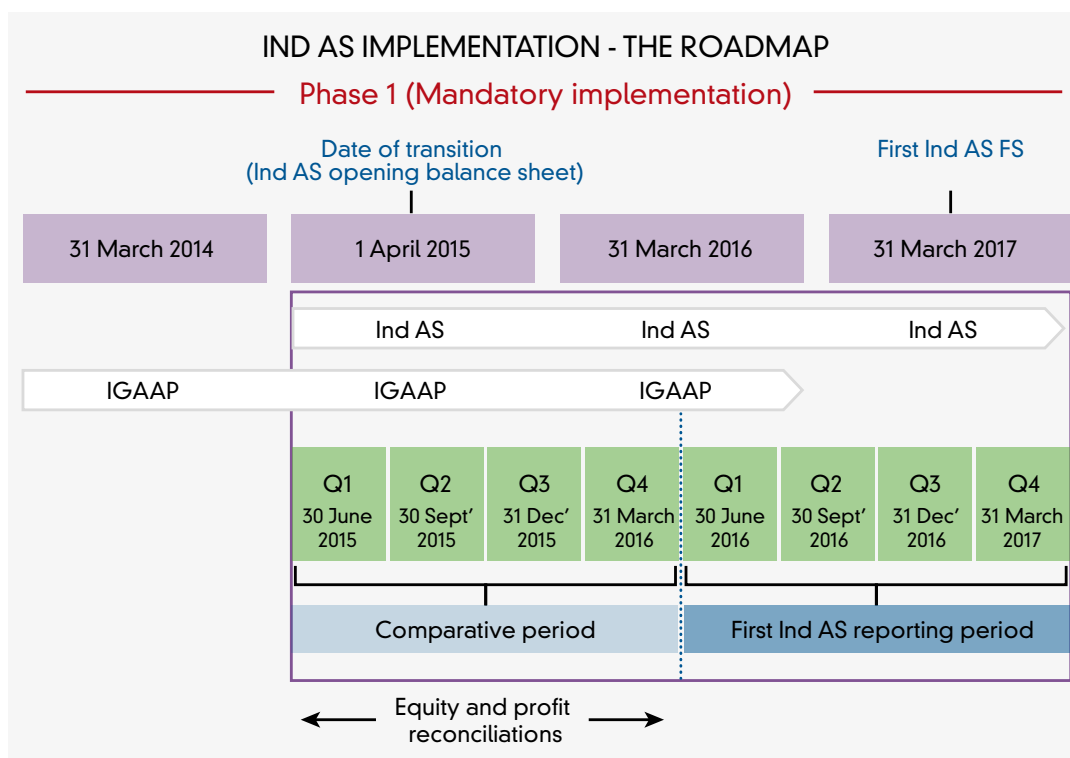 IND AS IMPLEMENTATION - THE ROADMAP
Phase 1 (Mandatory implementation)
Date of transition
(Ind AS opening balance sheet)
First Ind AS FS
31 March 2014
1 April 2015
31 March 2016
31 March 2017
Ind AS
Ind AS
Ind AS
IGAAP
IGAAP
IGAAP
Q1
30 June
2015
Q2
30 Sept'
2015
Q3
31 Dec'
2015
Q4
31 March
2016
Q1
30 June
2016
Q2
30 Sept'
2016
Q3
31 Dec'
2016
Q4
31 March
2017
Comparative period
First Ind AS reporting period
Equity and profit
reconciliations